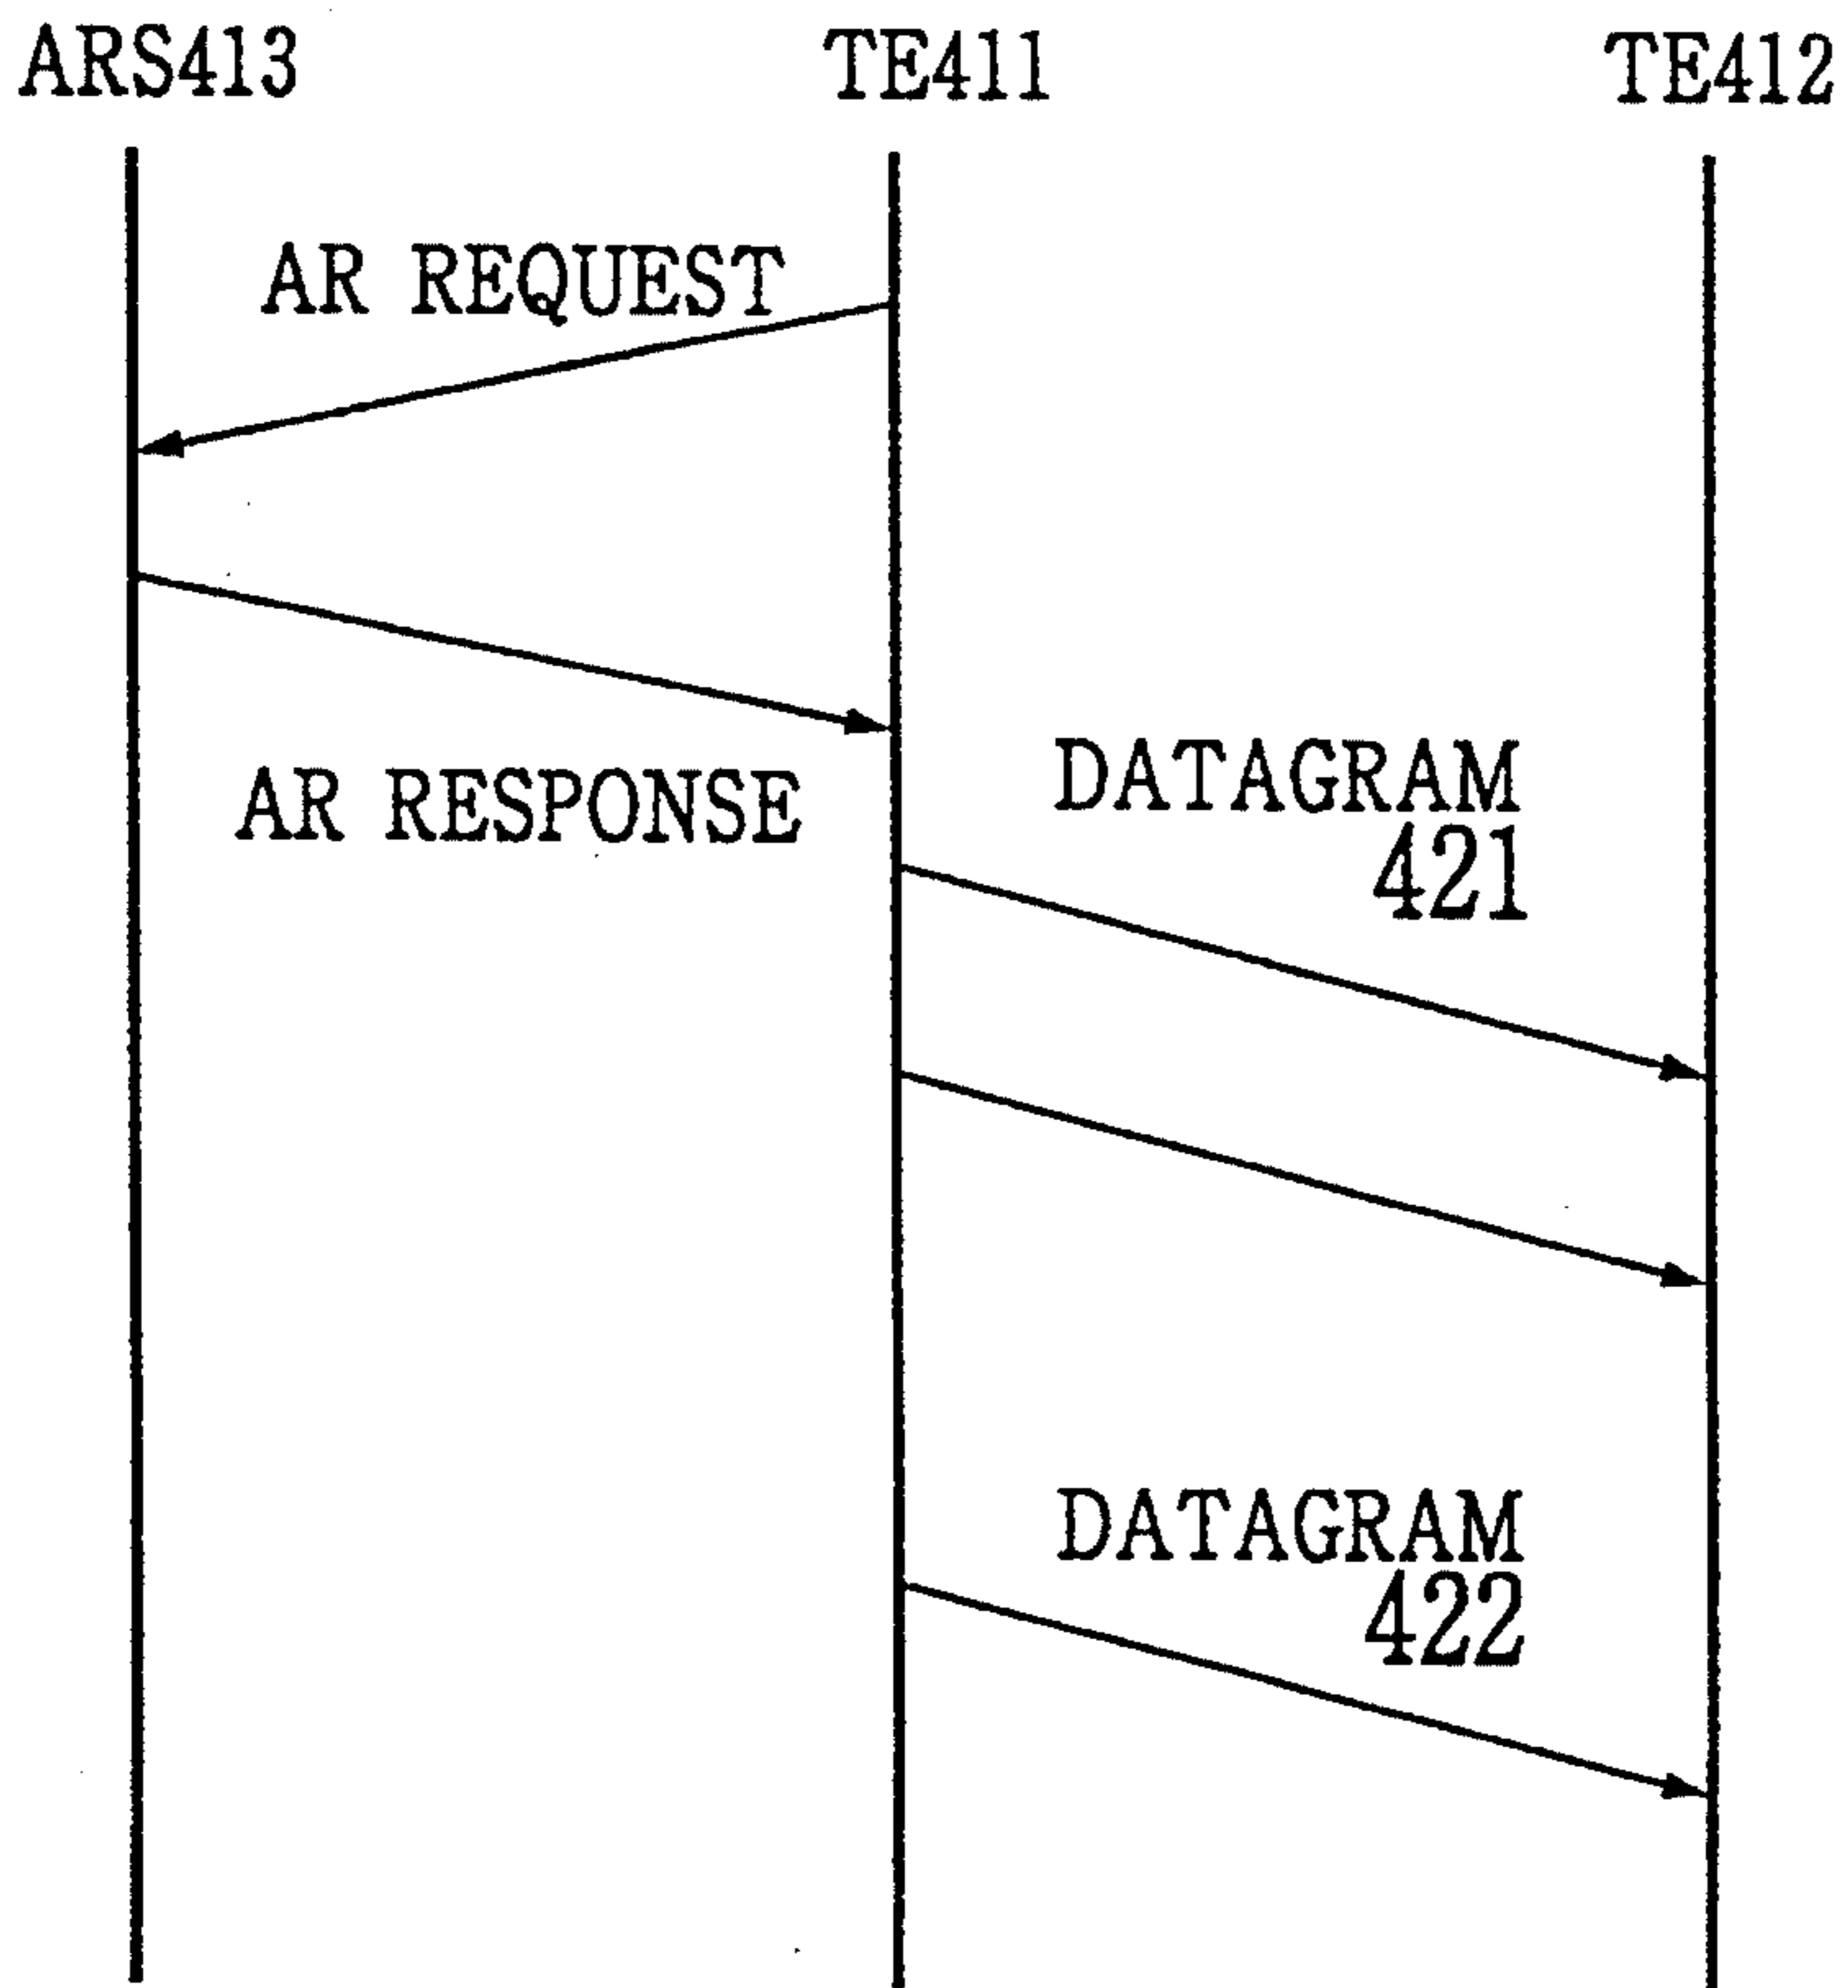 ARS413 TE411 TE412
AR REQUEST
AR RESPONSE
DATAGRAM
421
DATAGRAM
422